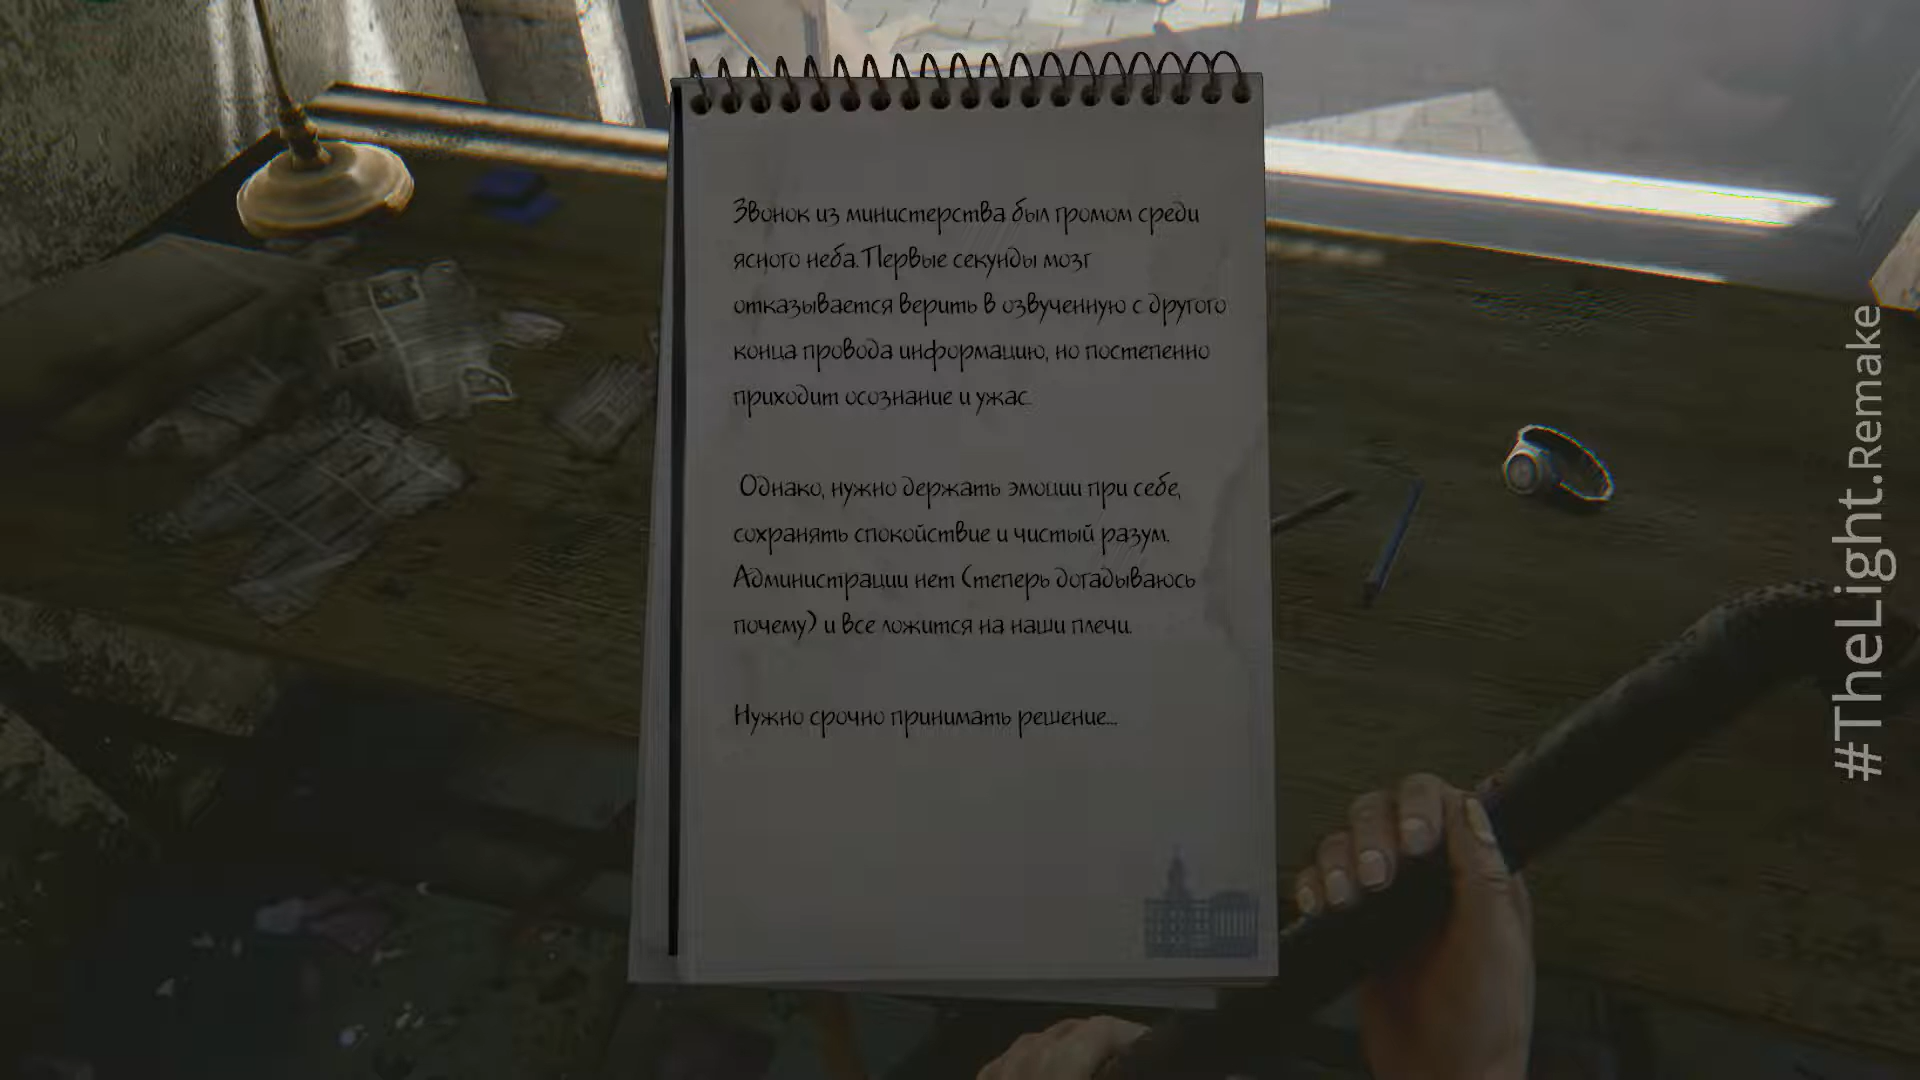 Звонок из министерства был громом среди
ясного неба. Первые секунды мозг
отказывается верить в озвученную с другого
конца провода информацию, но постепенно
приходит осознание и ужас.
Однако, нужно держать эмоции при себе,
сохранять спокойствие и чистый разум.
Администрации нет (теперь догадываюсь
почему) и все ложится на наши плечи.
Нужно срочно принимать решение...
#TheLight.Remake